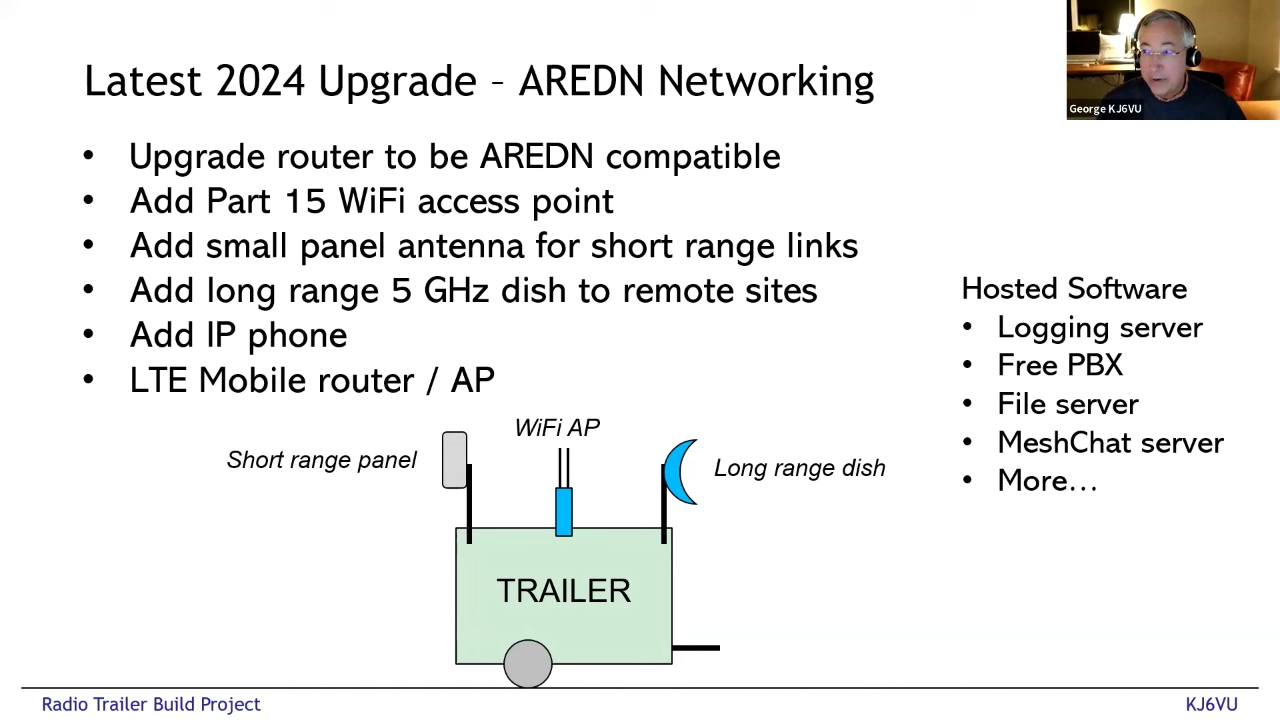 Latest 2024 Upgrade – AREDN Networking
George KJ6VU
• Upgrade router to be AREDN compatible
• Add Part 15 WiFi access point
• Add small panel antenna for short range links
• Add long range 5 GHz dish to remote sites
• Add IP phone
• LTE Mobile router / AP
Hosted Software
• Logging server
• Free PBX
• File server
• MeshChat server
• More...
WiFi AP
Short range panel
Long range dish
TRAILER
Radio Trailer Build Project
KJ6VU